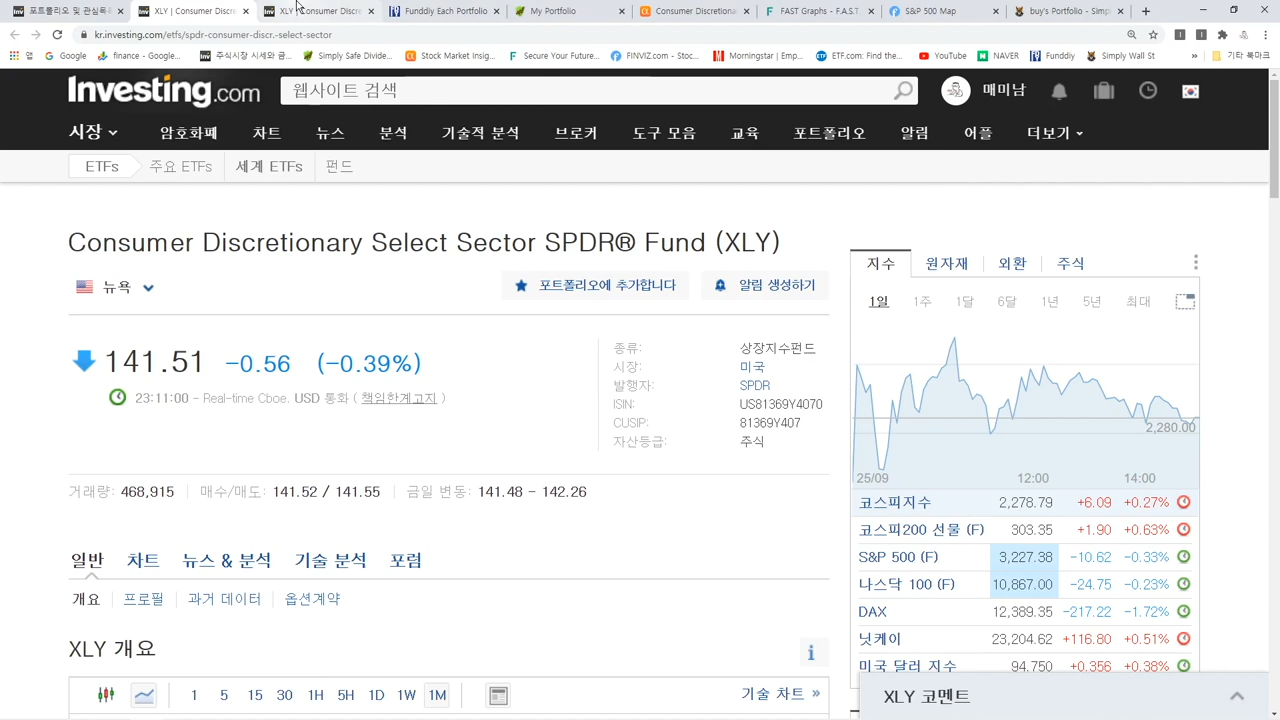 포트폴리오 및 관심목록
XLY | Consumer Discre
XLY | Consumer Discre
Funddiy Each Portfolio
My Portfolio
Consumer Discretionar
FAST Graphs - F.A.S.T.
S&P 500 Map
buy's Portfolio - Simpl
kr.investing.com/etfs/spdr-consumer-discr.-select-sector
앱
Google
finance - Google...
주식시장 시세와 금...
Simply Safe Divide...
Stock Market Insig...
Secure Your Future...
FINVIZ.com - Stoc...
Morningstar | Emp...
ETF.com: Find the...
YouTube
NAVER
Funddiy
Simply Wall St
»
기타 북마크
Investing.com
웹사이트 검색
매미남
시장
암호화폐
차트
뉴스
분석
기술적 분석
브로커
도구 모음
교육
포트폴리오
알림
어플
더보기
ETFs
주요 ETFs
세계 ETFs
펀드
Consumer Discretionary Select Sector SPDR® Fund (XLY)
뉴욕
포트폴리오에 추가합니다
알림 생성하기
141.51 -0.56 (-0.39%)
23:11:00 - Real-time Cboe. USD 통화 ( 책임한계고지 )
종류: 상장지수펀드
시장: 미국
발행자: SPDR
ISIN: US81369Y4070
CUSIP: 81369Y407
자산등급: 주식
거래량: 468,915 매수/매도: 141.52 / 141.55 금일 변동: 141.48 - 142.26
일반 차트 뉴스 & 분석 기술 분석 포럼
개요 프로필 과거 데이터 옵션계약
XLY 개요
i
1 5 15 30 1H 5H 1D 1W 1M
기술 차트 »
지수 원자재 외환 주식
1일 1주 1달 6달 1년 5년 최대
2,280.00
25/09 12:00 14:00
코스피지수 2,278.79 +6.09 +0.27%
코스피200 선물 (F) 303.35 +1.90 +0.63%
S&P 500 (F) 3,227.38 -10.62 -0.33%
나스닥 100 (F) 10,867.00 -24.75 -0.23%
DAX 12,389.35 -217.22 -1.72%
닛케이 23,204.62 +116.80 +0.51%
미국 달러 지수 94.750 +0.356 +0.38%
XLY 코멘트